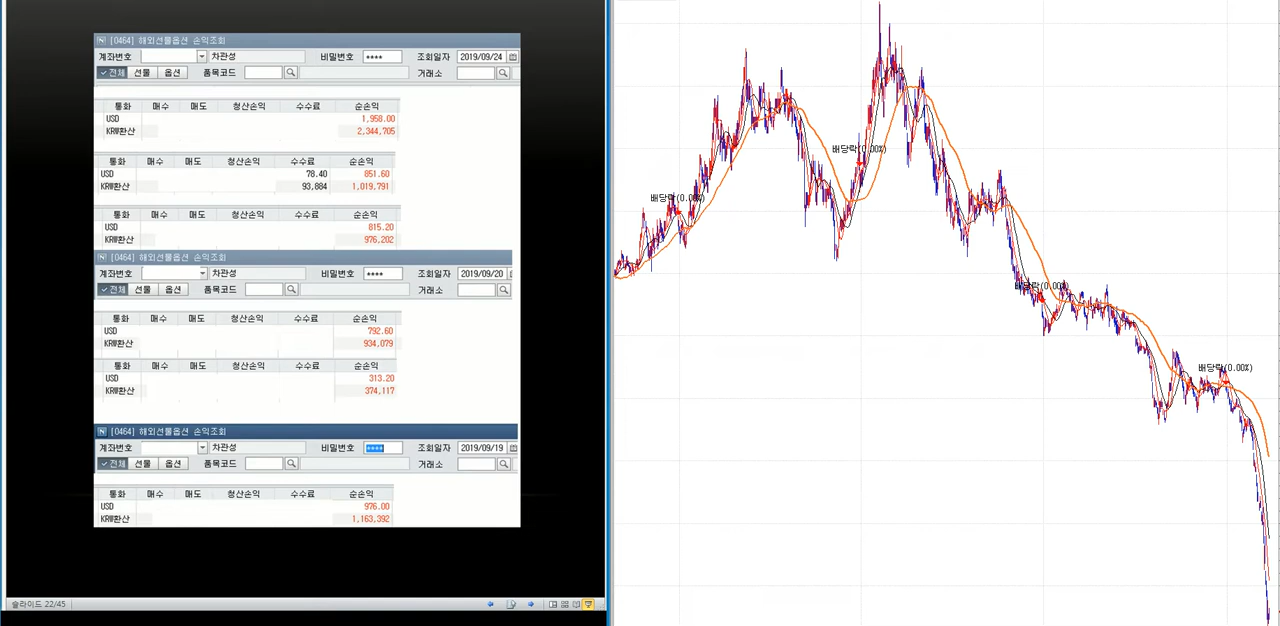 [0464] 해외선물옵션 손익조회
계좌번호 차관성 비밀번호 **** 조회일자 2019/09/24
전체 선물 옵션 품목코드 거래소
통화 매수 매도 청산손익 수수료 순손익
USD 1,958.00
KRW환산 2,344,705
통화 매수 매도 청산손익 수수료 순손익
USD 78.40 851.60
KRW환산 93,884 1,019,791
통화 매수 매도 청산손익 수수료 순손익
USD 815.20
KRW환산 976,202
[0464] 해외선물옵션 손익조회
계좌번호 차관성 비밀번호 **** 조회일자 2019/09/20
전체 선물 옵션 품목코드 거래소
통화 매수 매도 청산손익 수수료 순손익
USD 792.60
KRW환산 934,079
통화 매수 매도 청산손익 수수료 순손익
USD 313.20
KRW환산 374,117
[0464] 해외선물옵션 손익조회
계좌번호 차관성 비밀번호 **** 조회일자 2019/09/19
전체 선물 옵션 품목코드 거래소
통화 매수 매도 청산손익 수수료 순손익
USD 976.00
KRW환산 1,163,392
슬라이드 22/45
배당락(0.00%)
배당락(0.00%)
배당락(0.00%)
배당락(0.00%)